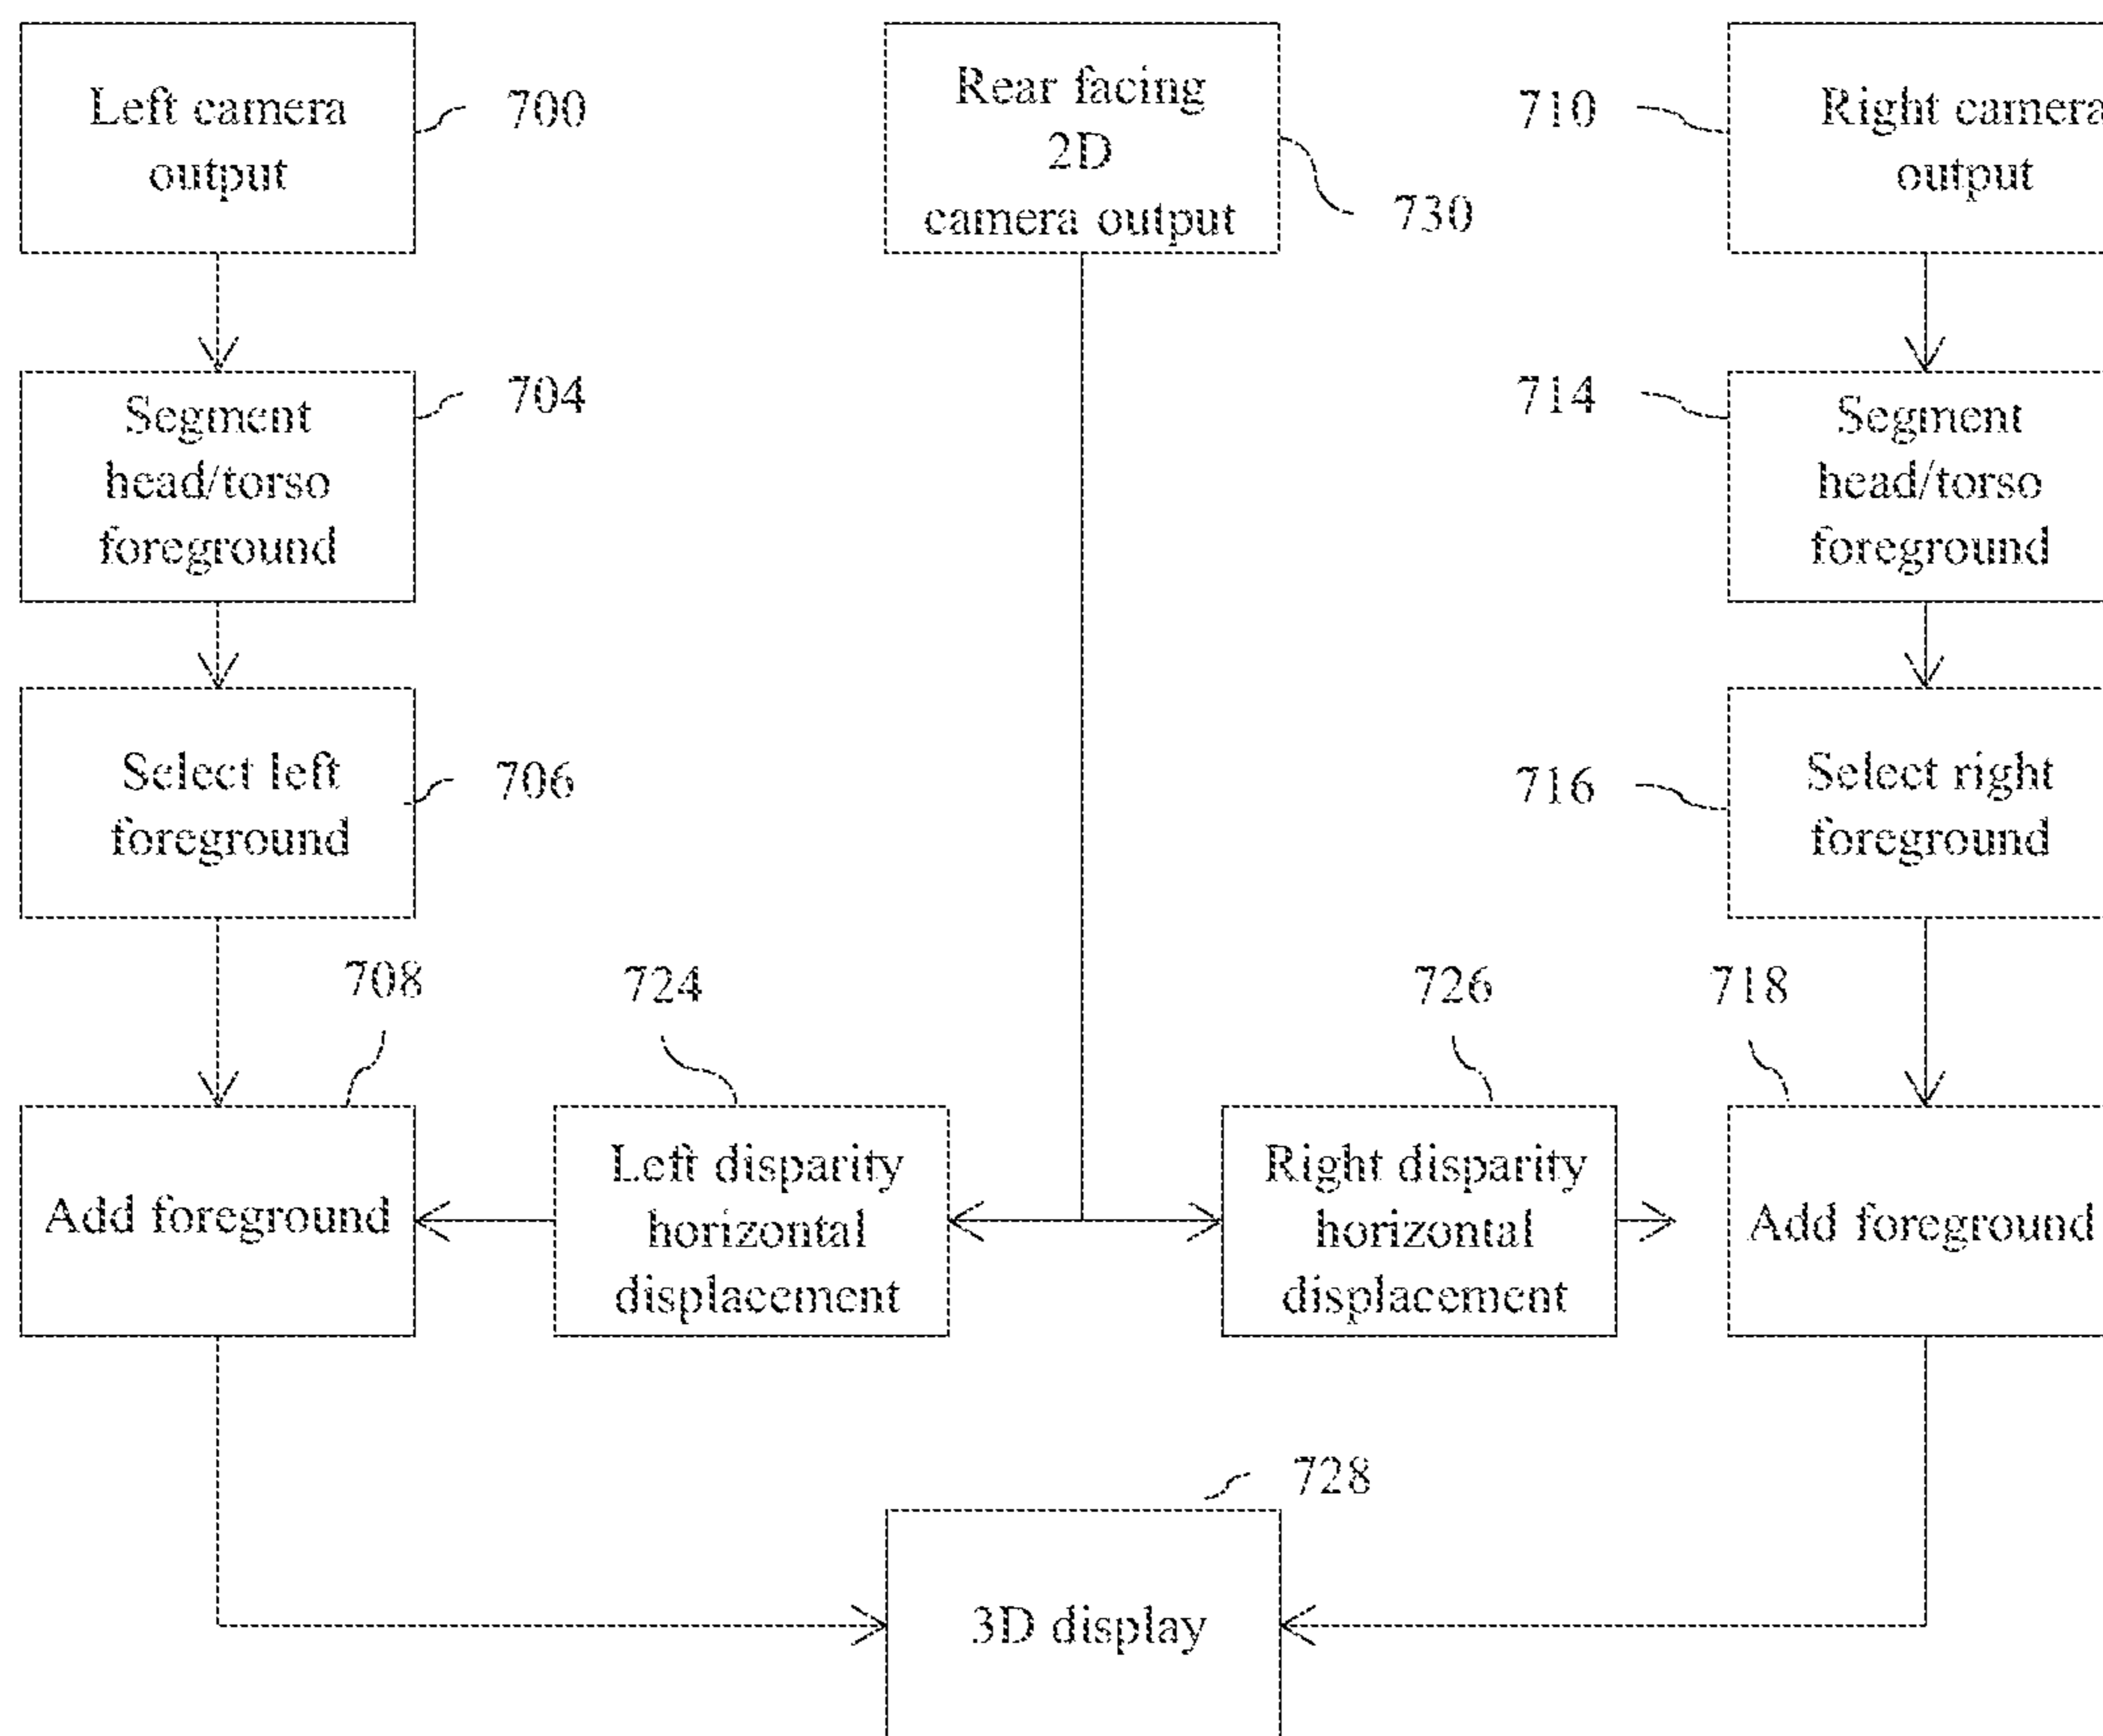 Left camera
output
700
Rear facing
2D
camera output
730
710
Right camera
output
Segment
head/torso
foreground
704
714
Segment
head/torso
foreground
Select left
foreground
706
716
Select right
foreground
708
724
726
718
Add foreground
Left disparity
horizontal
displacement
Right disparity
horizontal
displacement
Add foreground
728
3D display